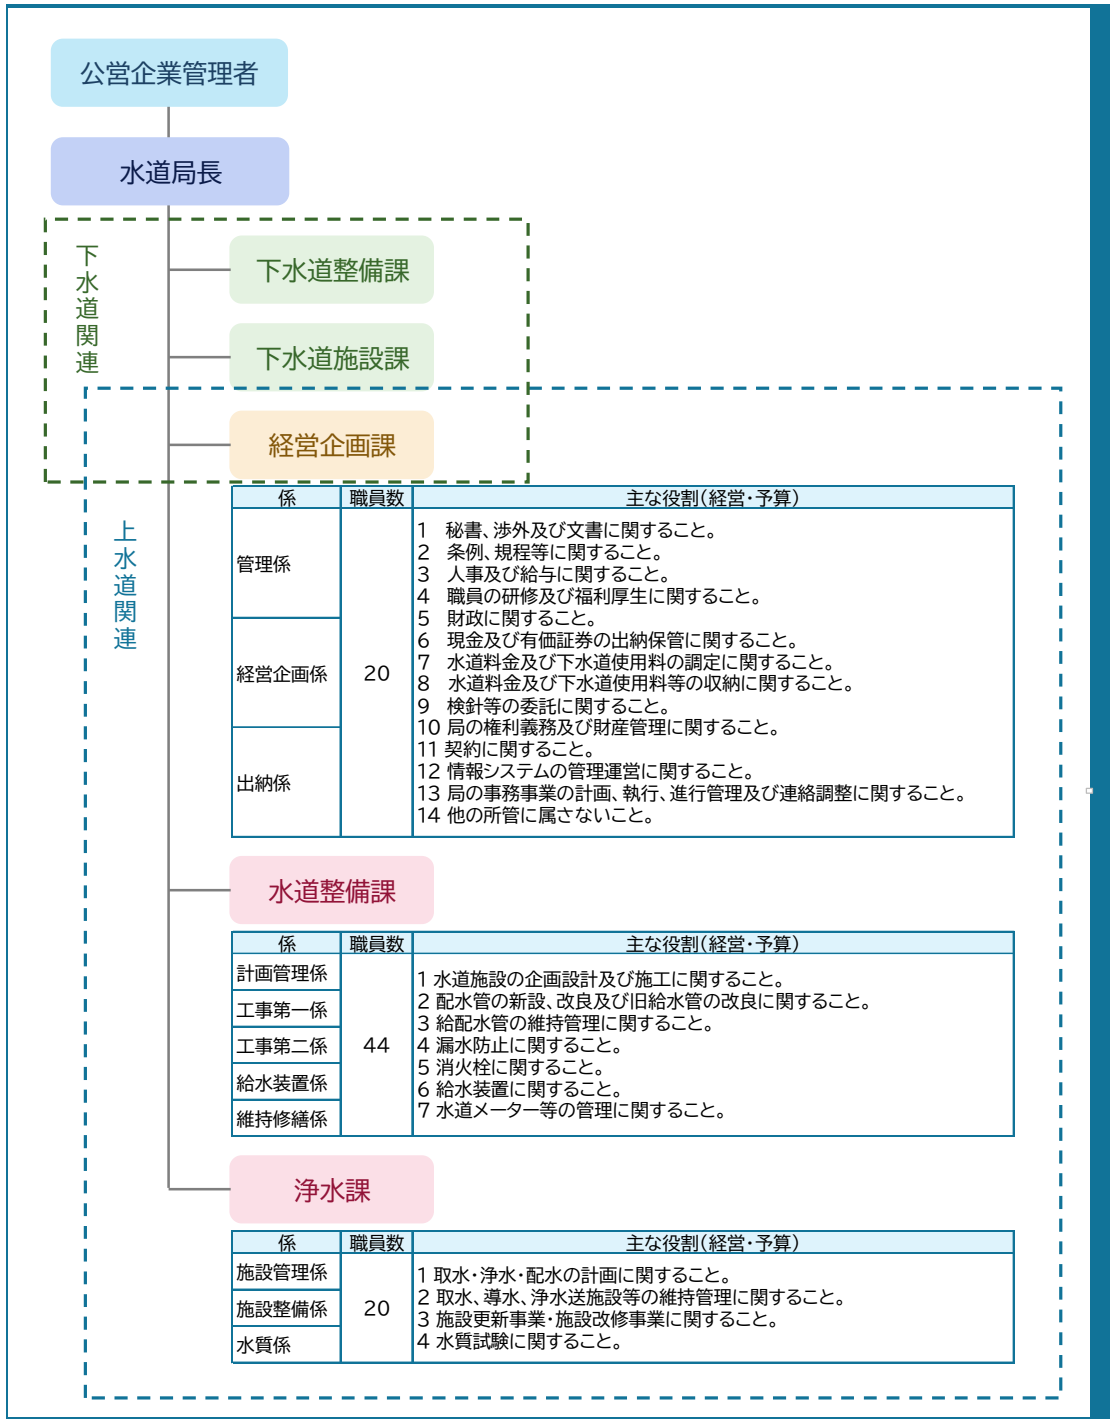 公営企業管理者
水道局長
下水道関連
下水道整備課
下水道施設課
経営企画課
上水道関連
係 職員数 主な役割(経営・予算)
管理係
経営企画係
出納係
20
1 秘書、渉外及び文書に関すること。
2 条例、規程等に関すること。
3 人事及び給与に関すること。
4 職員の研修及び福利厚生に関すること。
5 財政に関すること。
6 現金及び有価証券の出納保管に関すること。
7 水道料金及び下水道使用料の調定に関すること。
8 水道料金及び下水道使用料等の収納に関すること。
9 検針等の委託に関すること。
10 局の権利義務及び財産管理に関すること。
11 契約に関すること。
12 情報システムの管理運営に関すること。
13 局の事務事業の計画、執行、進行管理及び連絡調整に関すること。
14 他の所管に属さないこと。
水道整備課
係 職員数 主な役割(経営・予算)
計画管理係
工事第一係
工事第二係
給水装置係
維持修繕係
44
1 水道施設の企画設計及び施工に関すること。
2 配水管の新設、改良及び旧給水管の改良に関すること。
3 給配水管の維持管理に関すること。
4 漏水防止に関すること。
5 消火栓に関すること。
6 給水装置に関すること。
7 水道メーター等の管理に関すること。
浄水課
係 職員数 主な役割(経営・予算)
施設管理係
施設整備係
水質係
20
1 取水・浄水・配水の計画に関すること。
2 取水、導水、浄水送施設等の維持管理に関すること。
3 施設更新事業・施設改修事業に関すること。
4 水質試験に関すること。